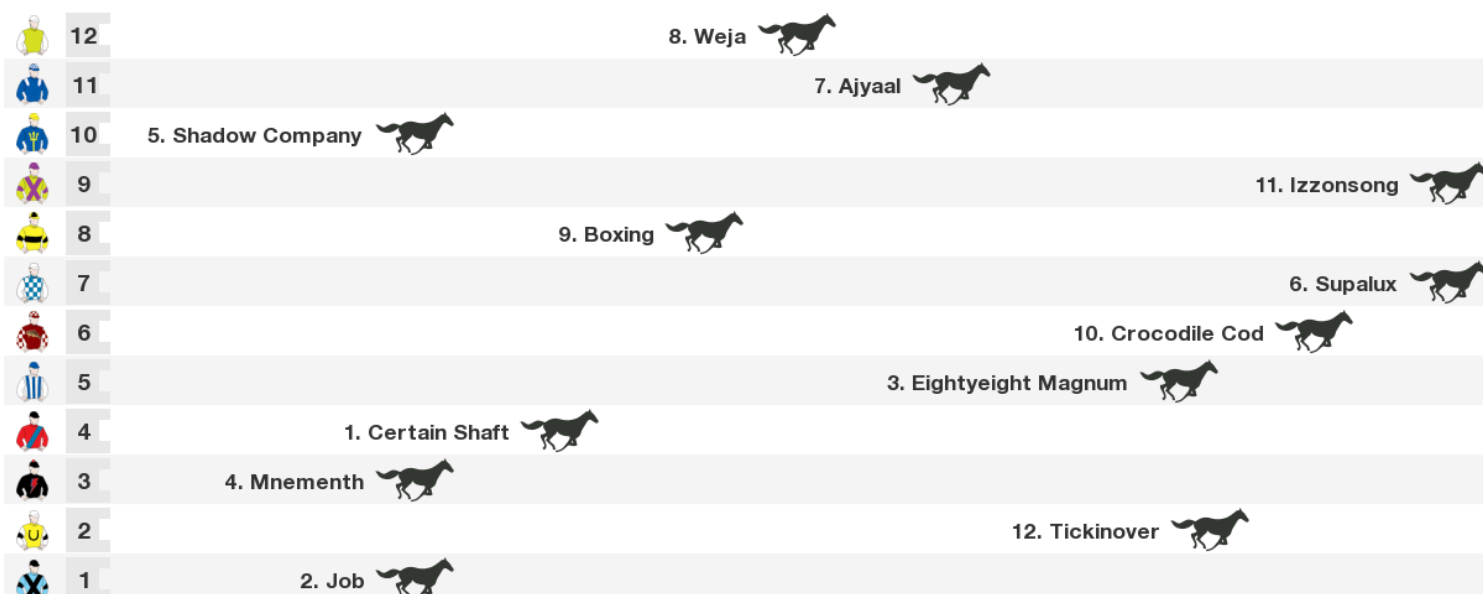 12 8. Weja
11 7. Ajyaal
10 5. Shadow Company
9 11. Izzonsong
8 9. Boxing
7 6. Supalux
6 10. Crocodile Cod
5 3. Eightyeight Magnum
4 1. Certain Shaft
3 4. Mnementh
2 U 12. Tickinover
1 2. Job